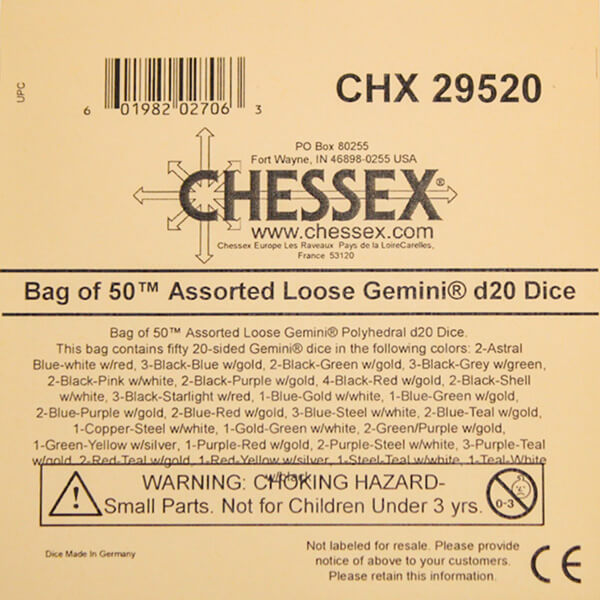 UPC
6 01982 02706 3
CHX 29520
PO Box 80255
Fort Wayne, IN 46898-0255 USA
CHESSEX®
www.chessex.com
Chessex Europe Les Raveaux Pays de la LoireCarelles,
France 53120
Bag of 50™ Assorted Loose Gemini® d20 Dice
Bag of 50™ Assorted Loose Gemini® Polyhedral d20 Dice.
This bag contains fifty 20-sided Gemini® dice in the following colors: 2-Astral
Blue-white w/red, 3-Black-Blue w/gold, 2-Black-Green w/gold, 3-Black-Grey w/green,
2-Black-Pink w/white, 2-Black-Purple w/gold, 4-Black-Red w/gold, 2-Black-Shell
w/white, 3-Black-Starlight w/red, 1-Blue-Gold w/white, 1-Blue-Green w/gold,
2-Blue-Purple w/gold, 2-Blue-Red w/gold, 3-Blue-Steel w/white, 2-Blue-Teal w/gold,
1-Copper-Steel w/white, 1-Gold-Green w/white, 2-Green/Purple w/gold,
1-Green-Yellow w/silver, 1-Purple-Red w/gold, 2-Purple-Steel w/white, 3-Purple-Teal
w/gold, 2-Red-Teal w/gold, 1-Red-Yellow w/silver, 1-Steel-Teal w/white, 1-Teal-White
w/black
WARNING: CHOKING HAZARD-
Small Parts. Not for Children Under 3 yrs.
0-3
Dice Made In Germany
Not labeled for resale. Please provide
notice of above to your customers.
Please retain this information.
CE